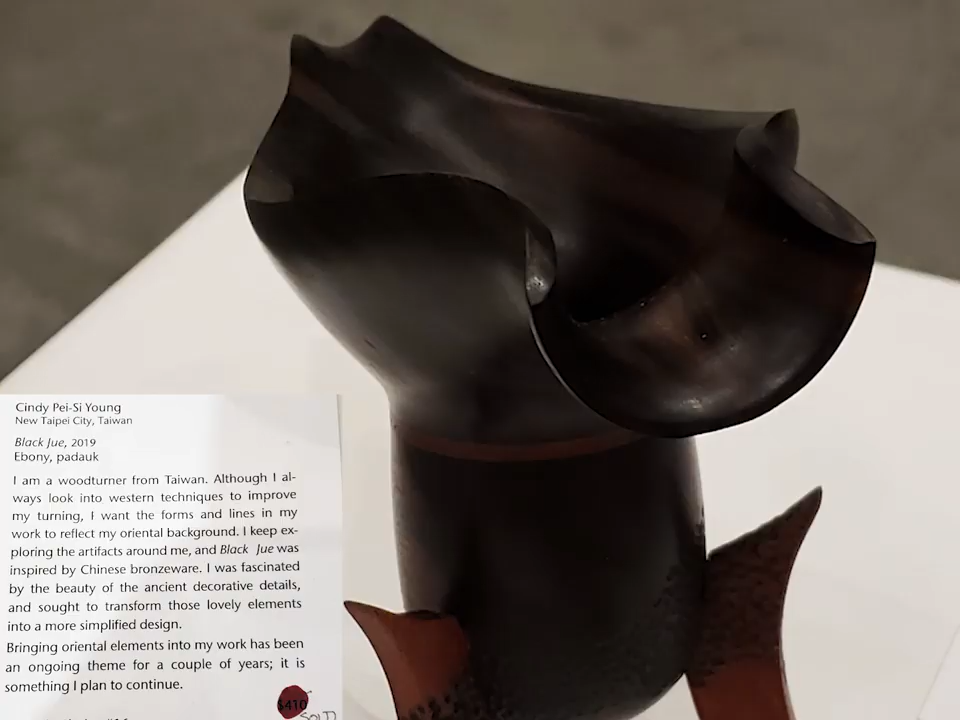 Cindy Pei-Si Young
New Taipei City, Taiwan
Black Jue, 2019
Ebony, padauk
I am a woodturner from Taiwan. Although I al-
ways look into western techniques to improve
my turning, I want the forms and lines in my
work to reflect my oriental background. I keep ex-
ploring the artifacts around me, and Black Jue was
inspired by Chinese bronzeware. I was fascinated
by the beauty of the ancient decorative details,
and sought to transform those lovely elements
into a more simplified design.
Bringing oriental elements into my work has been
an ongoing theme for a couple of years; it is
something I plan to continue.
$410
SOLD